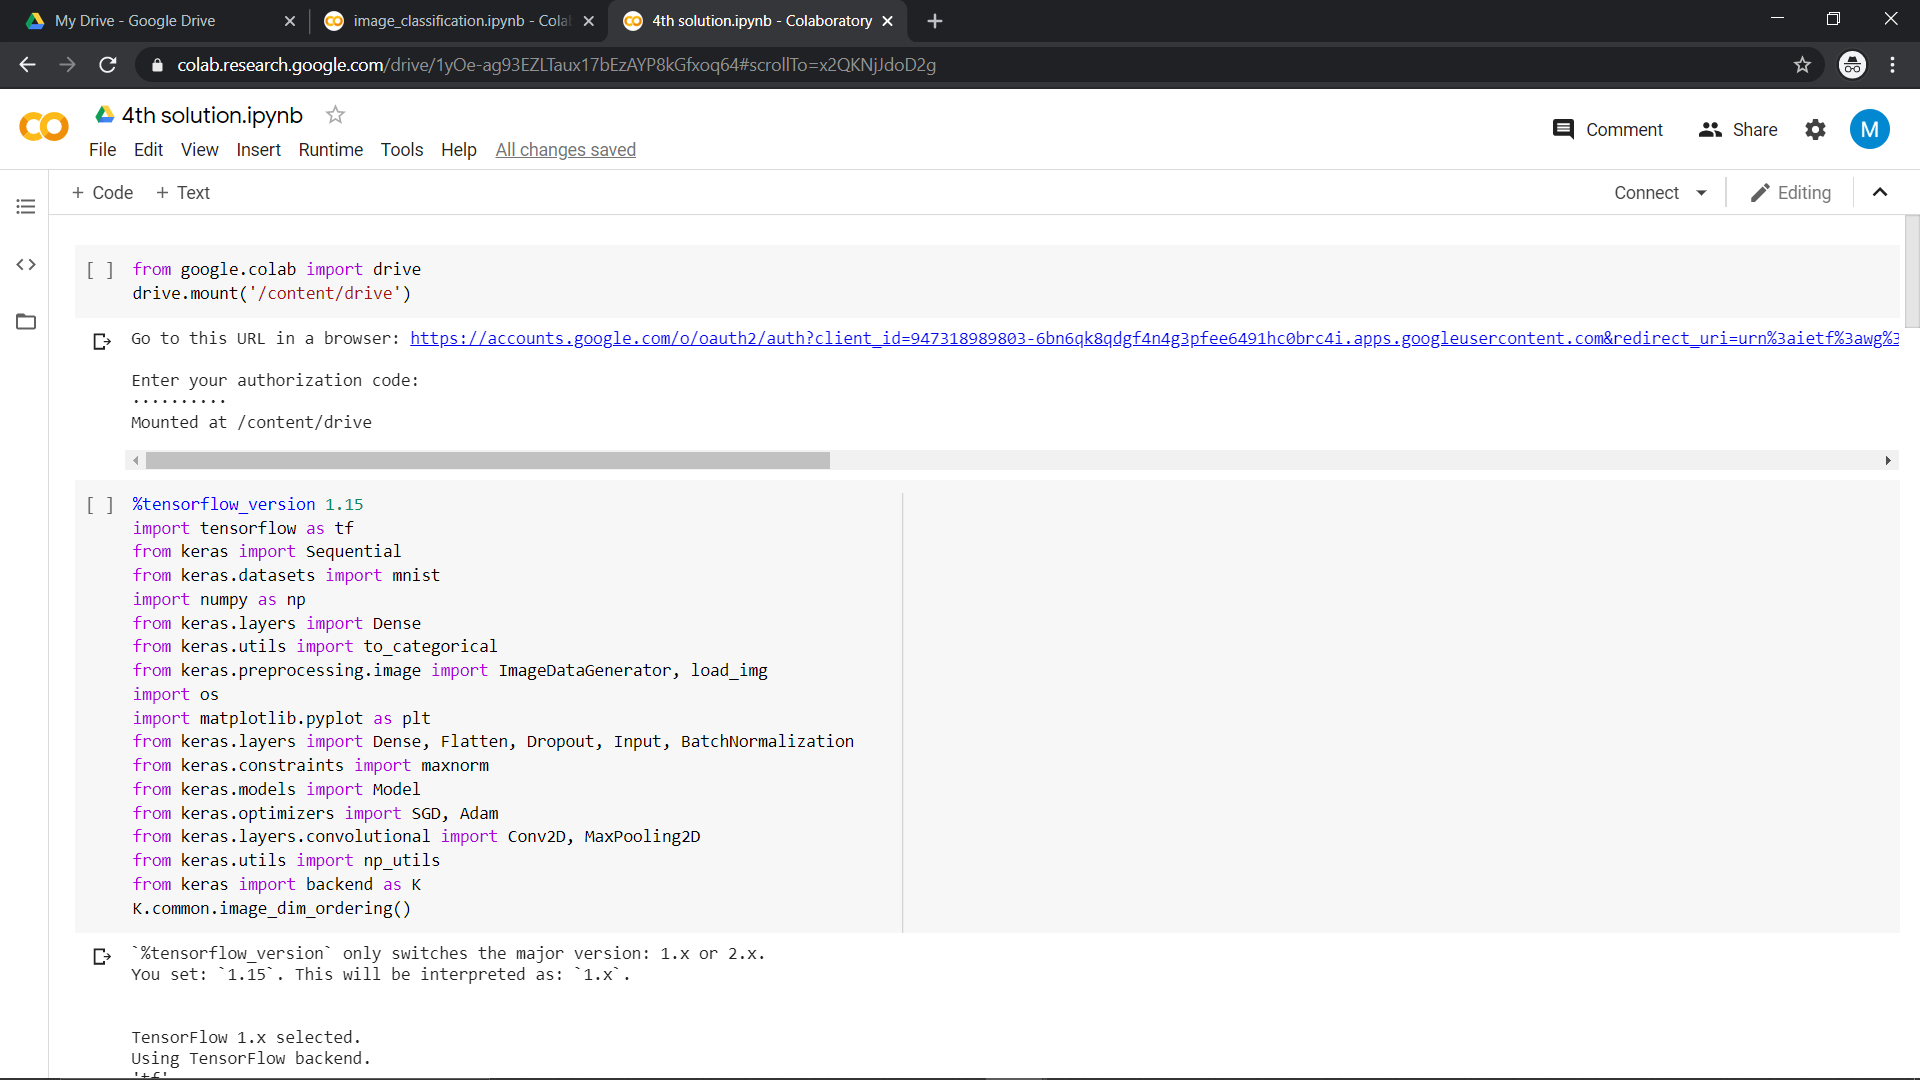 My Drive - Google Drive
image_classification.ipynb - Cola
4th solution.ipynb - Colaboratory
colab.research.google.com/drive/1yOe-ag93EZLTaux17bEzAYP8kGfxoq64#scrollTo=x2QKNjJdoD2g
4th solution.ipynb
Comment
Share
M
File Edit View Insert Runtime Tools Help All changes saved
+ Code + Text
Connect
Editing
[ ] from google.colab import drive
drive.mount('/content/drive')
Go to this URL in a browser: https://accounts.google.com/o/oauth2/auth?client_id=947318989803-6bn6qk8qdgf4n4g3pfee6491hc0brc4i.apps.googleusercontent.com&redirect_uri=urn%3aietf%3awg%3
Enter your authorization code:
··········
Mounted at /content/drive
[ ] %tensorflow_version 1.15
import tensorflow as tf
from keras import Sequential
from keras.datasets import mnist
import numpy as np
from keras.layers import Dense
from keras.utils import to_categorical
from keras.preprocessing.image import ImageDataGenerator, load_img
import os
import matplotlib.pyplot as plt
from keras.layers import Dense, Flatten, Dropout, Input, BatchNormalization
from keras.constraints import maxnorm
from keras.models import Model
from keras.optimizers import SGD, Adam
from keras.layers.convolutional import Conv2D, MaxPooling2D
from keras.utils import np_utils
from keras import backend as K
K.common.image_dim_ordering()
`%tensorflow_version` only switches the major version: 1.x or 2.x.
You set: `1.15`. This will be interpreted as: `1.x`.
TensorFlow 1.x selected.
Using TensorFlow backend.
'tf'